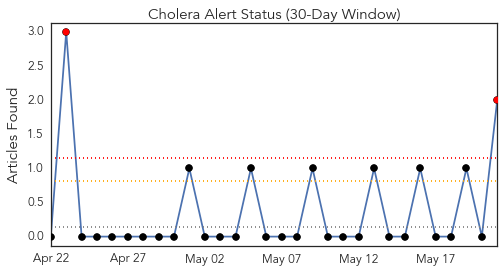 Cholera Alert Status (30-Day Window)
Articles Found
3.0
2.5
2.0
1.5
1.0
0.5
0.0
Apr 22 Apr 27 May 02 May 07 May 12 May 17